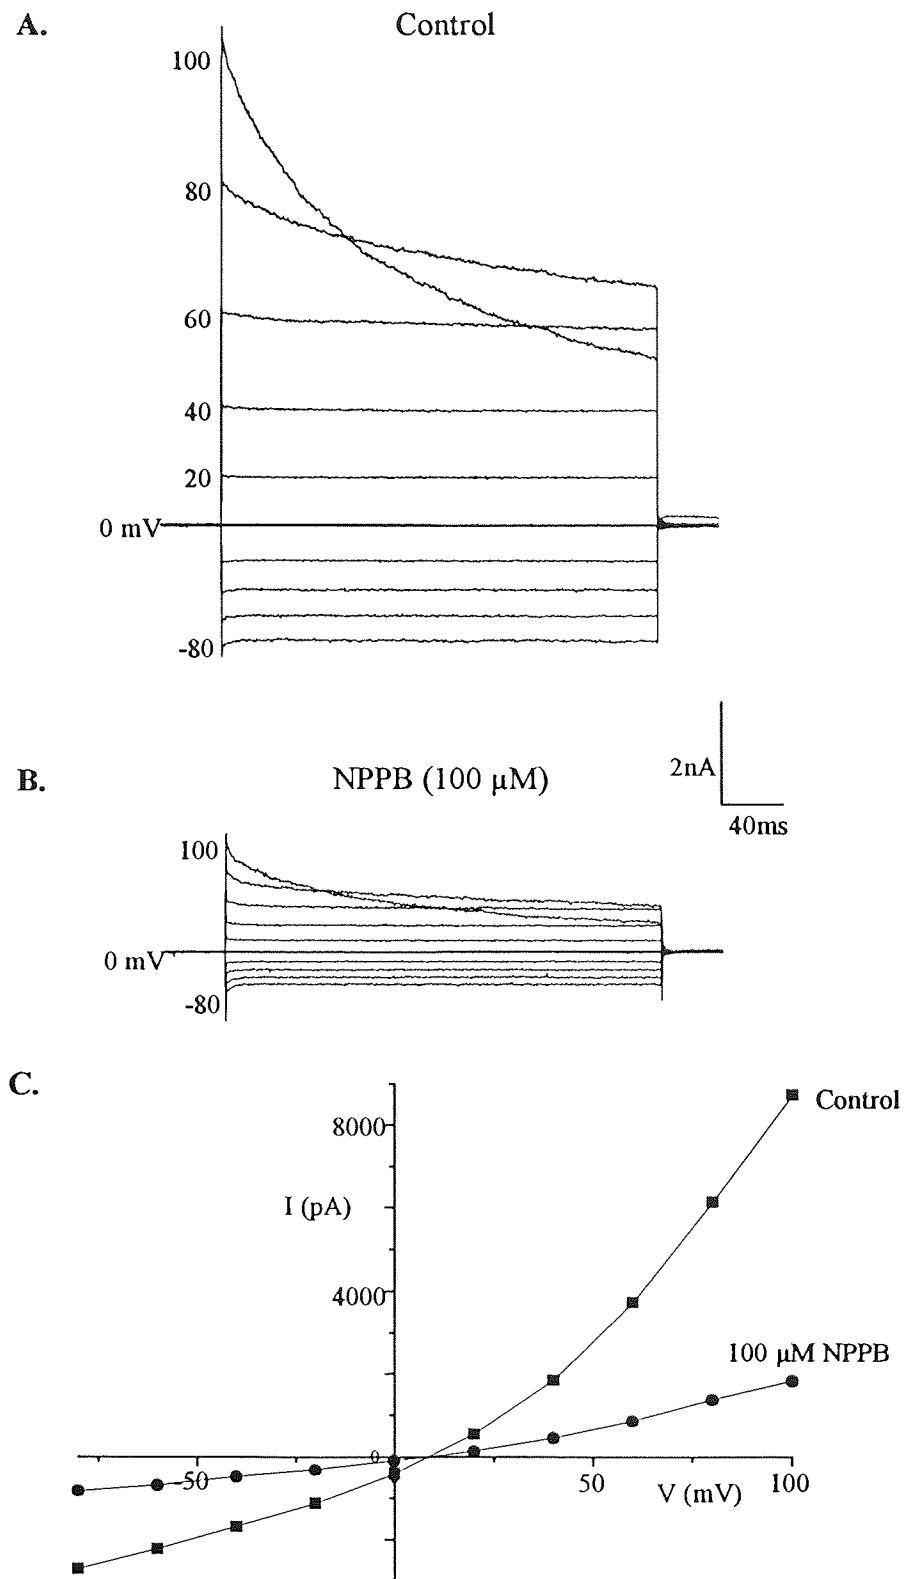 A.
Control
100
80
60
40
20
0 mV
-80
B.
NPPB (100 μM)
2nA
40ms
100
0 mV
-80
C.
Control
8000
I (pA)
4000
100 μM NPPB
0
-50
50
100
V (mV)